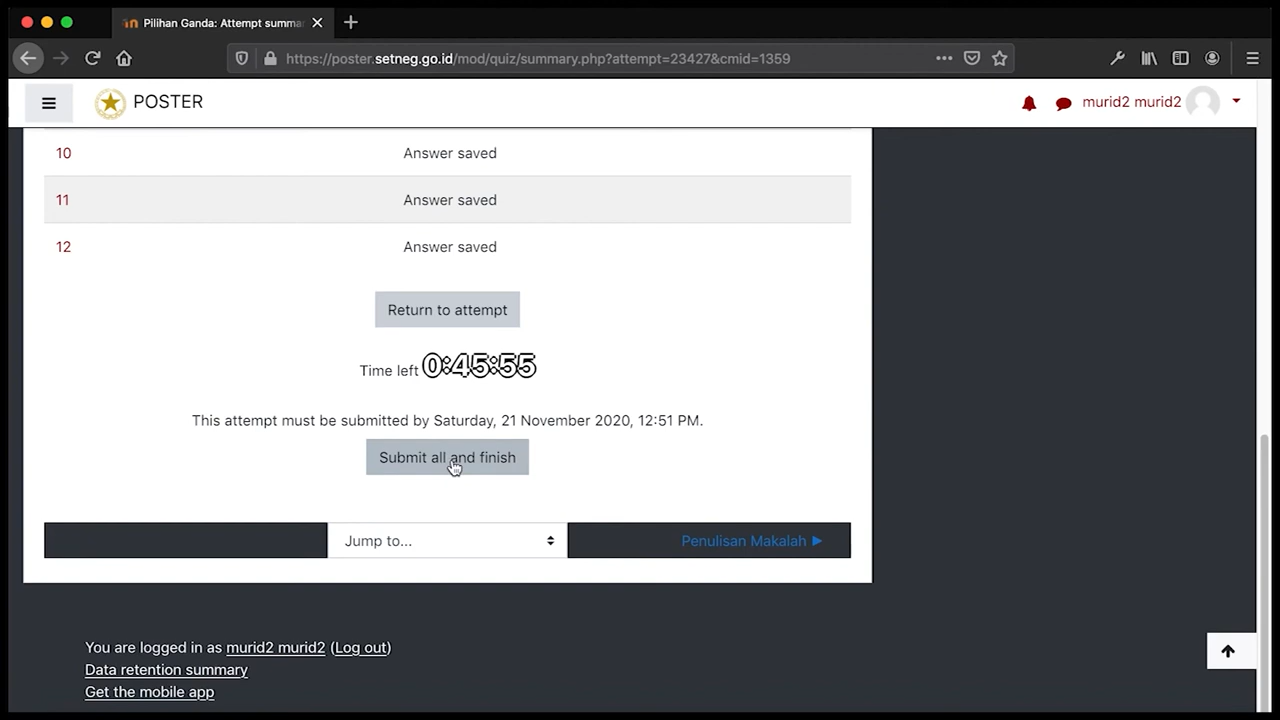 Pilihan Ganda: Attempt summa
https://poster.setneg.go.id/mod/quiz/summary.php?attempt=23427&cmid=1359
POSTER
murid2 murid2
10 Answer saved
11 Answer saved
12 Answer saved
Return to attempt
Time left 0:45:55
This attempt must be submitted by Saturday, 21 November 2020, 12:51 PM.
Submit all and finish
Jump to...
Penulisan Makalah ▶
You are logged in as murid2 murid2 (Log out)
Data retention summary
Get the mobile app